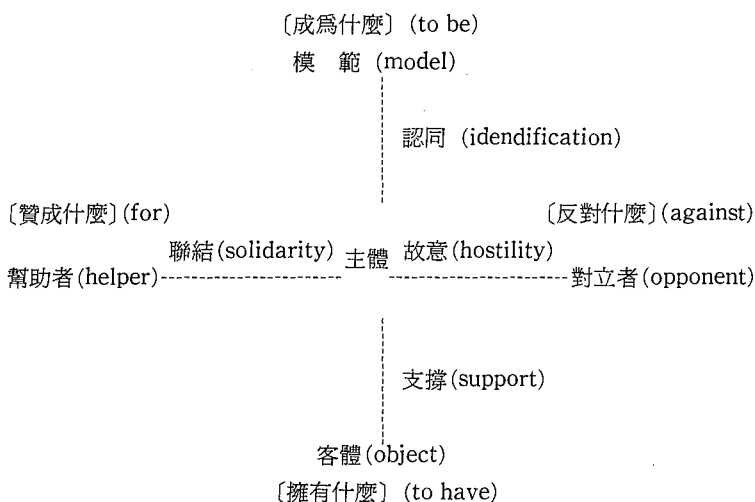 〔成爲什麼〕(to be)
模 範 (model)
認同 (idendification)
〔贊成什麼〕(for) 〔反對什麼〕(against)
聯結(solidarity) 主體 故意(hostility)
幫助者(helper) 對立者(opponent)
支撐(support)
客體(object)
〔擁有什麼〕(to have)